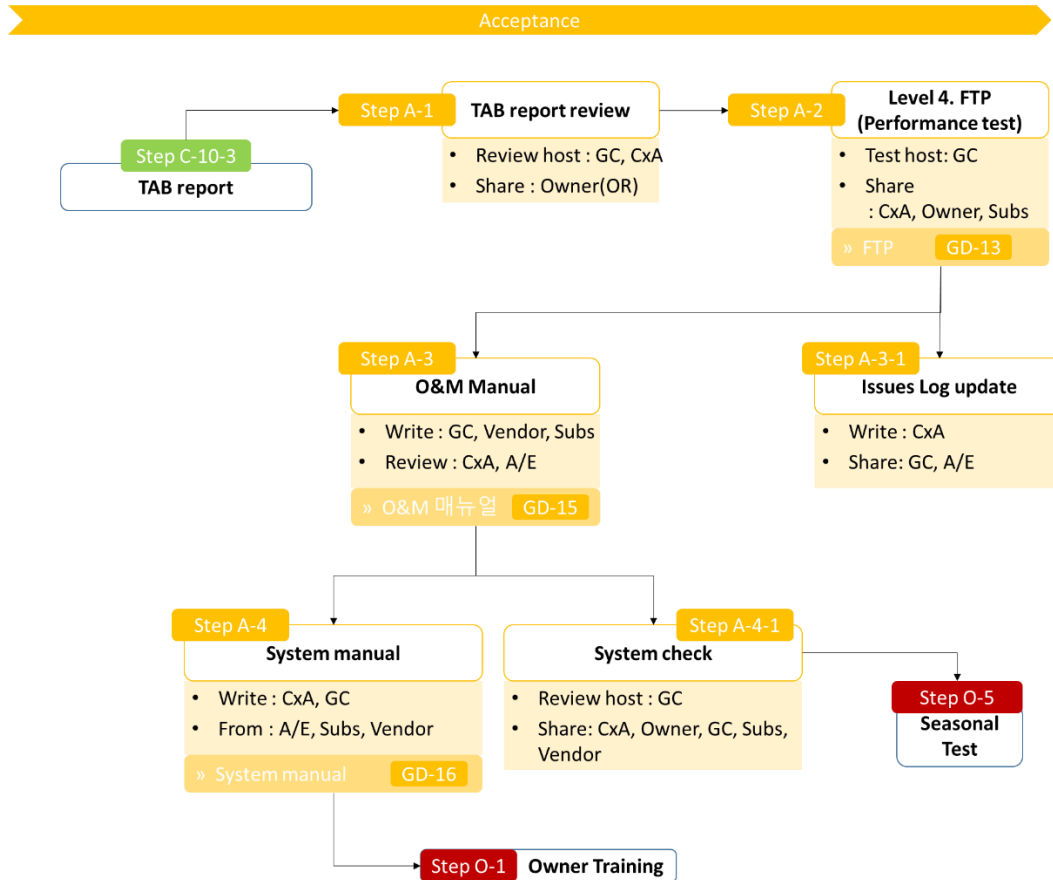 Acceptance
Step A-1
TAB report review
• Review host : GC, CxA
• Share : Owner(OR)
Step A-2
Level 4. FTP
(Performance test)
• Test host: GC
• Share
: CxA, Owner, Subs
» FTP GD-13
Step C-10-3
TAB report
Step A-3
O&M Manual
• Write : GC, Vendor, Subs
• Review : CxA, A/E
» O&M 매뉴얼 GD-15
Step A-3-1
Issues Log update
• Write : CxA
• Share: GC, A/E
Step A-4
System manual
• Write : CxA, GC
• From : A/E, Subs, Vendor
» System manual GD-16
Step A-4-1
System check
• Review host : GC
• Share: CxA, Owner, GC, Subs,
Vendor
Step O-5
Seasonal
Test
Step O-1 Owner Training